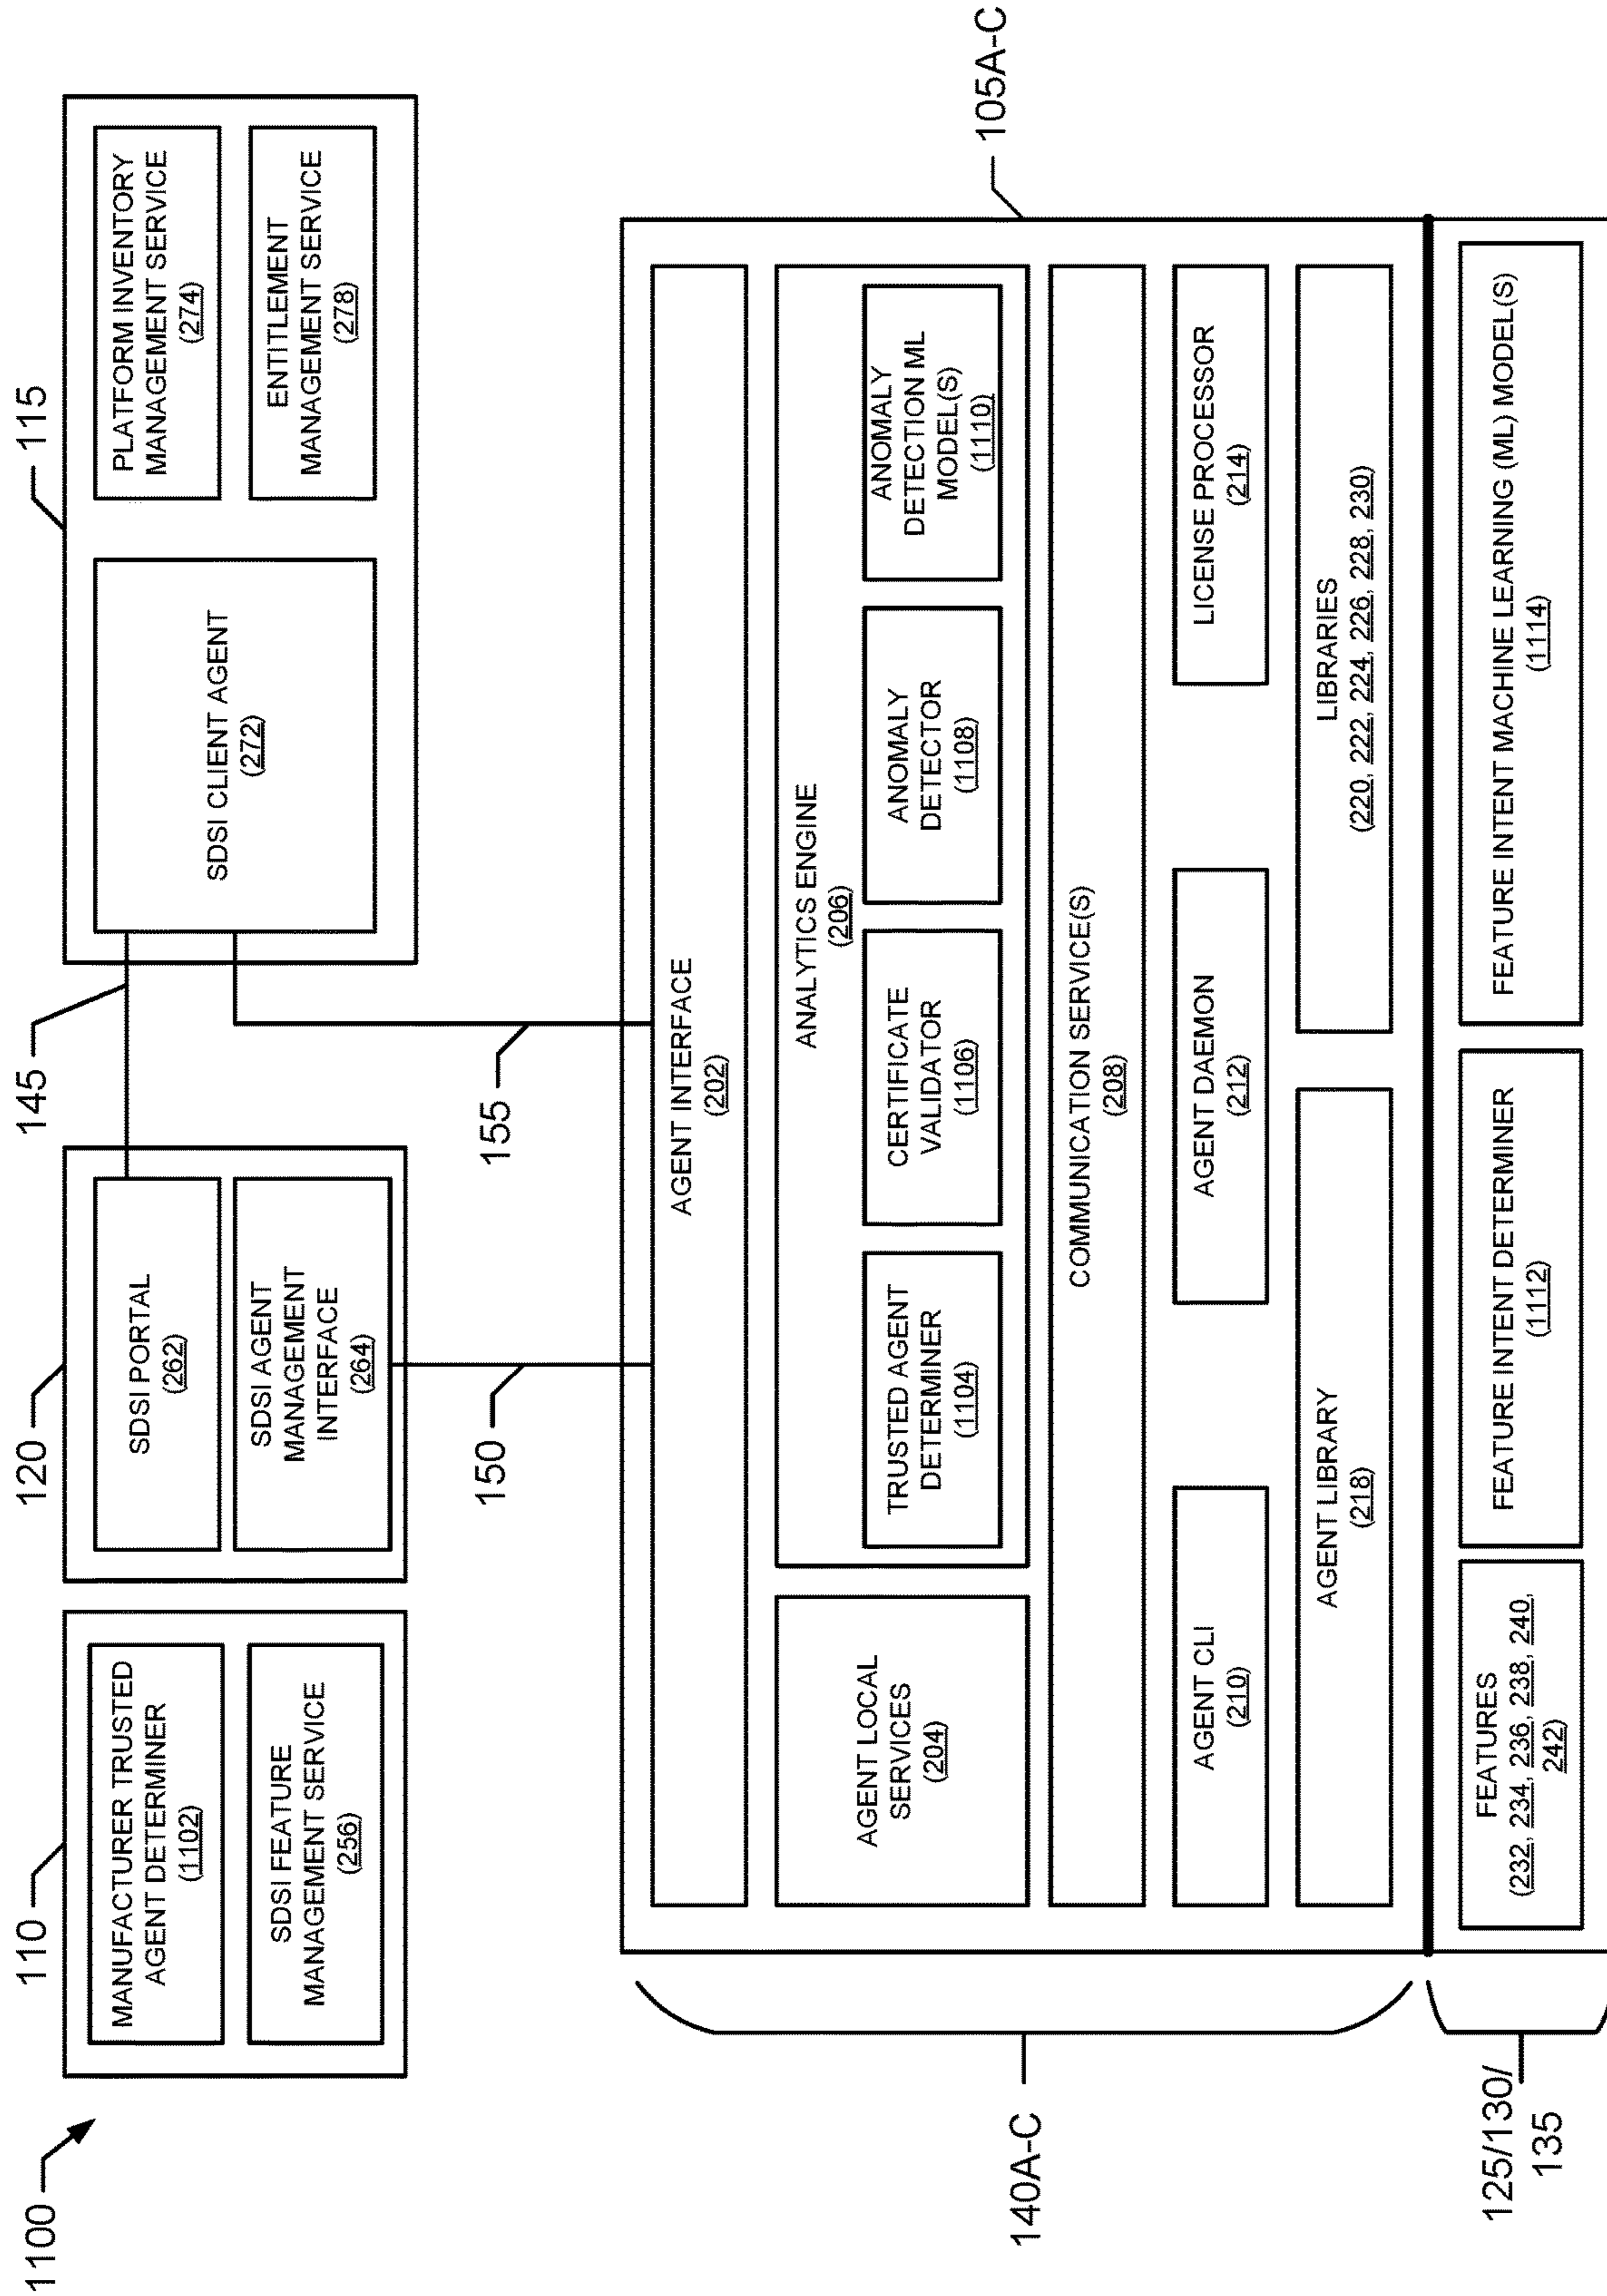 1100
110
MANUFACTURER TRUSTED
AGENT DETERMINER
(1102)
SDSI FEATURE
MANAGEMENT SERVICE
(256)
120
SDSI PORTAL
(262)
SDSI AGENT
MANAGEMENT
INTERFACE
(264)
145
115
SDSI CLIENT AGENT
(272)
PLATFORM INVENTORY
MANAGEMENT SERVICE
(274)
ENTITLEMENT
MANAGEMENT SERVICE
(278)
150
155
105A-C
140A-C
AGENT INTERFACE
(202)
AGENT LOCAL
SERVICES
(204)
ANALYTICS ENGINE
(206)
TRUSTED AGENT
DETERMINER
(1104)
CERTIFICATE
VALIDATOR
(1106)
ANOMALY
DETECTOR
(1108)
ANOMALY
DETECTION ML
MODEL(S)
(1110)
COMMUNICATION SERVICE(S)
(208)
AGENT CLI
(210)
AGENT DAEMON
(212)
LICENSE PROCESSOR
(214)
AGENT LIBRARY
(218)
LIBRARIES
(220, 222, 224, 226, 228, 230)
125/130/
135
FEATURES
(232, 234, 236, 238, 240,
242)
FEATURE INTENT DETERMINER
(1112)
FEATURE INTENT MACHINE LEARNING (ML) MODEL(S)
(1114)